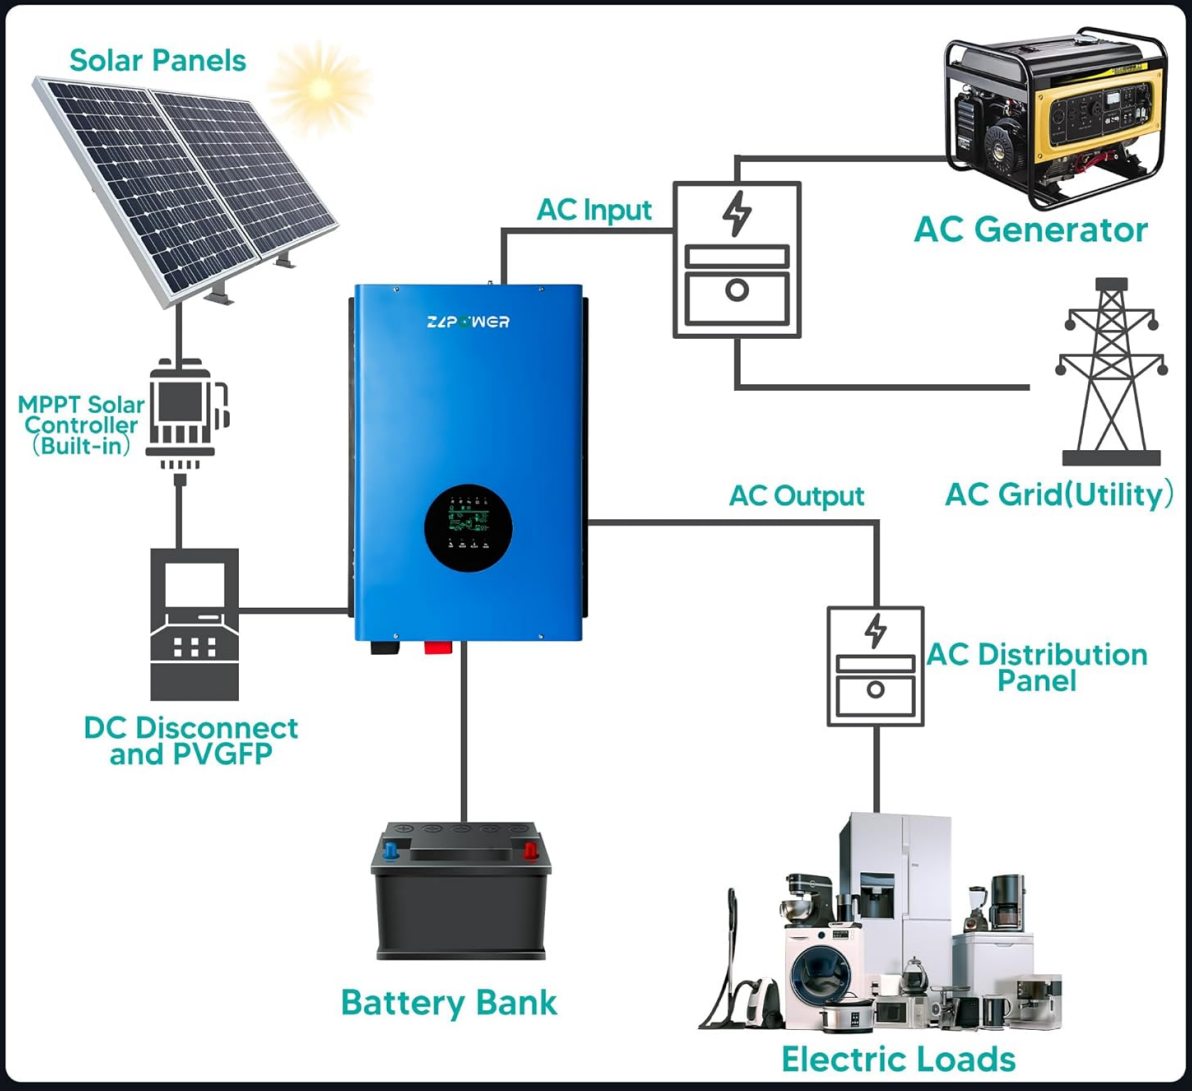 Solar Panels
AC Input
AC Generator
ZLPOWER
MPPT Solar
Controller
(Built-in)
AC Output
AC Grid(Utility)
AC Distribution
Panel
DC Disconnect
and PVGFP
Battery Bank
Electric Loads